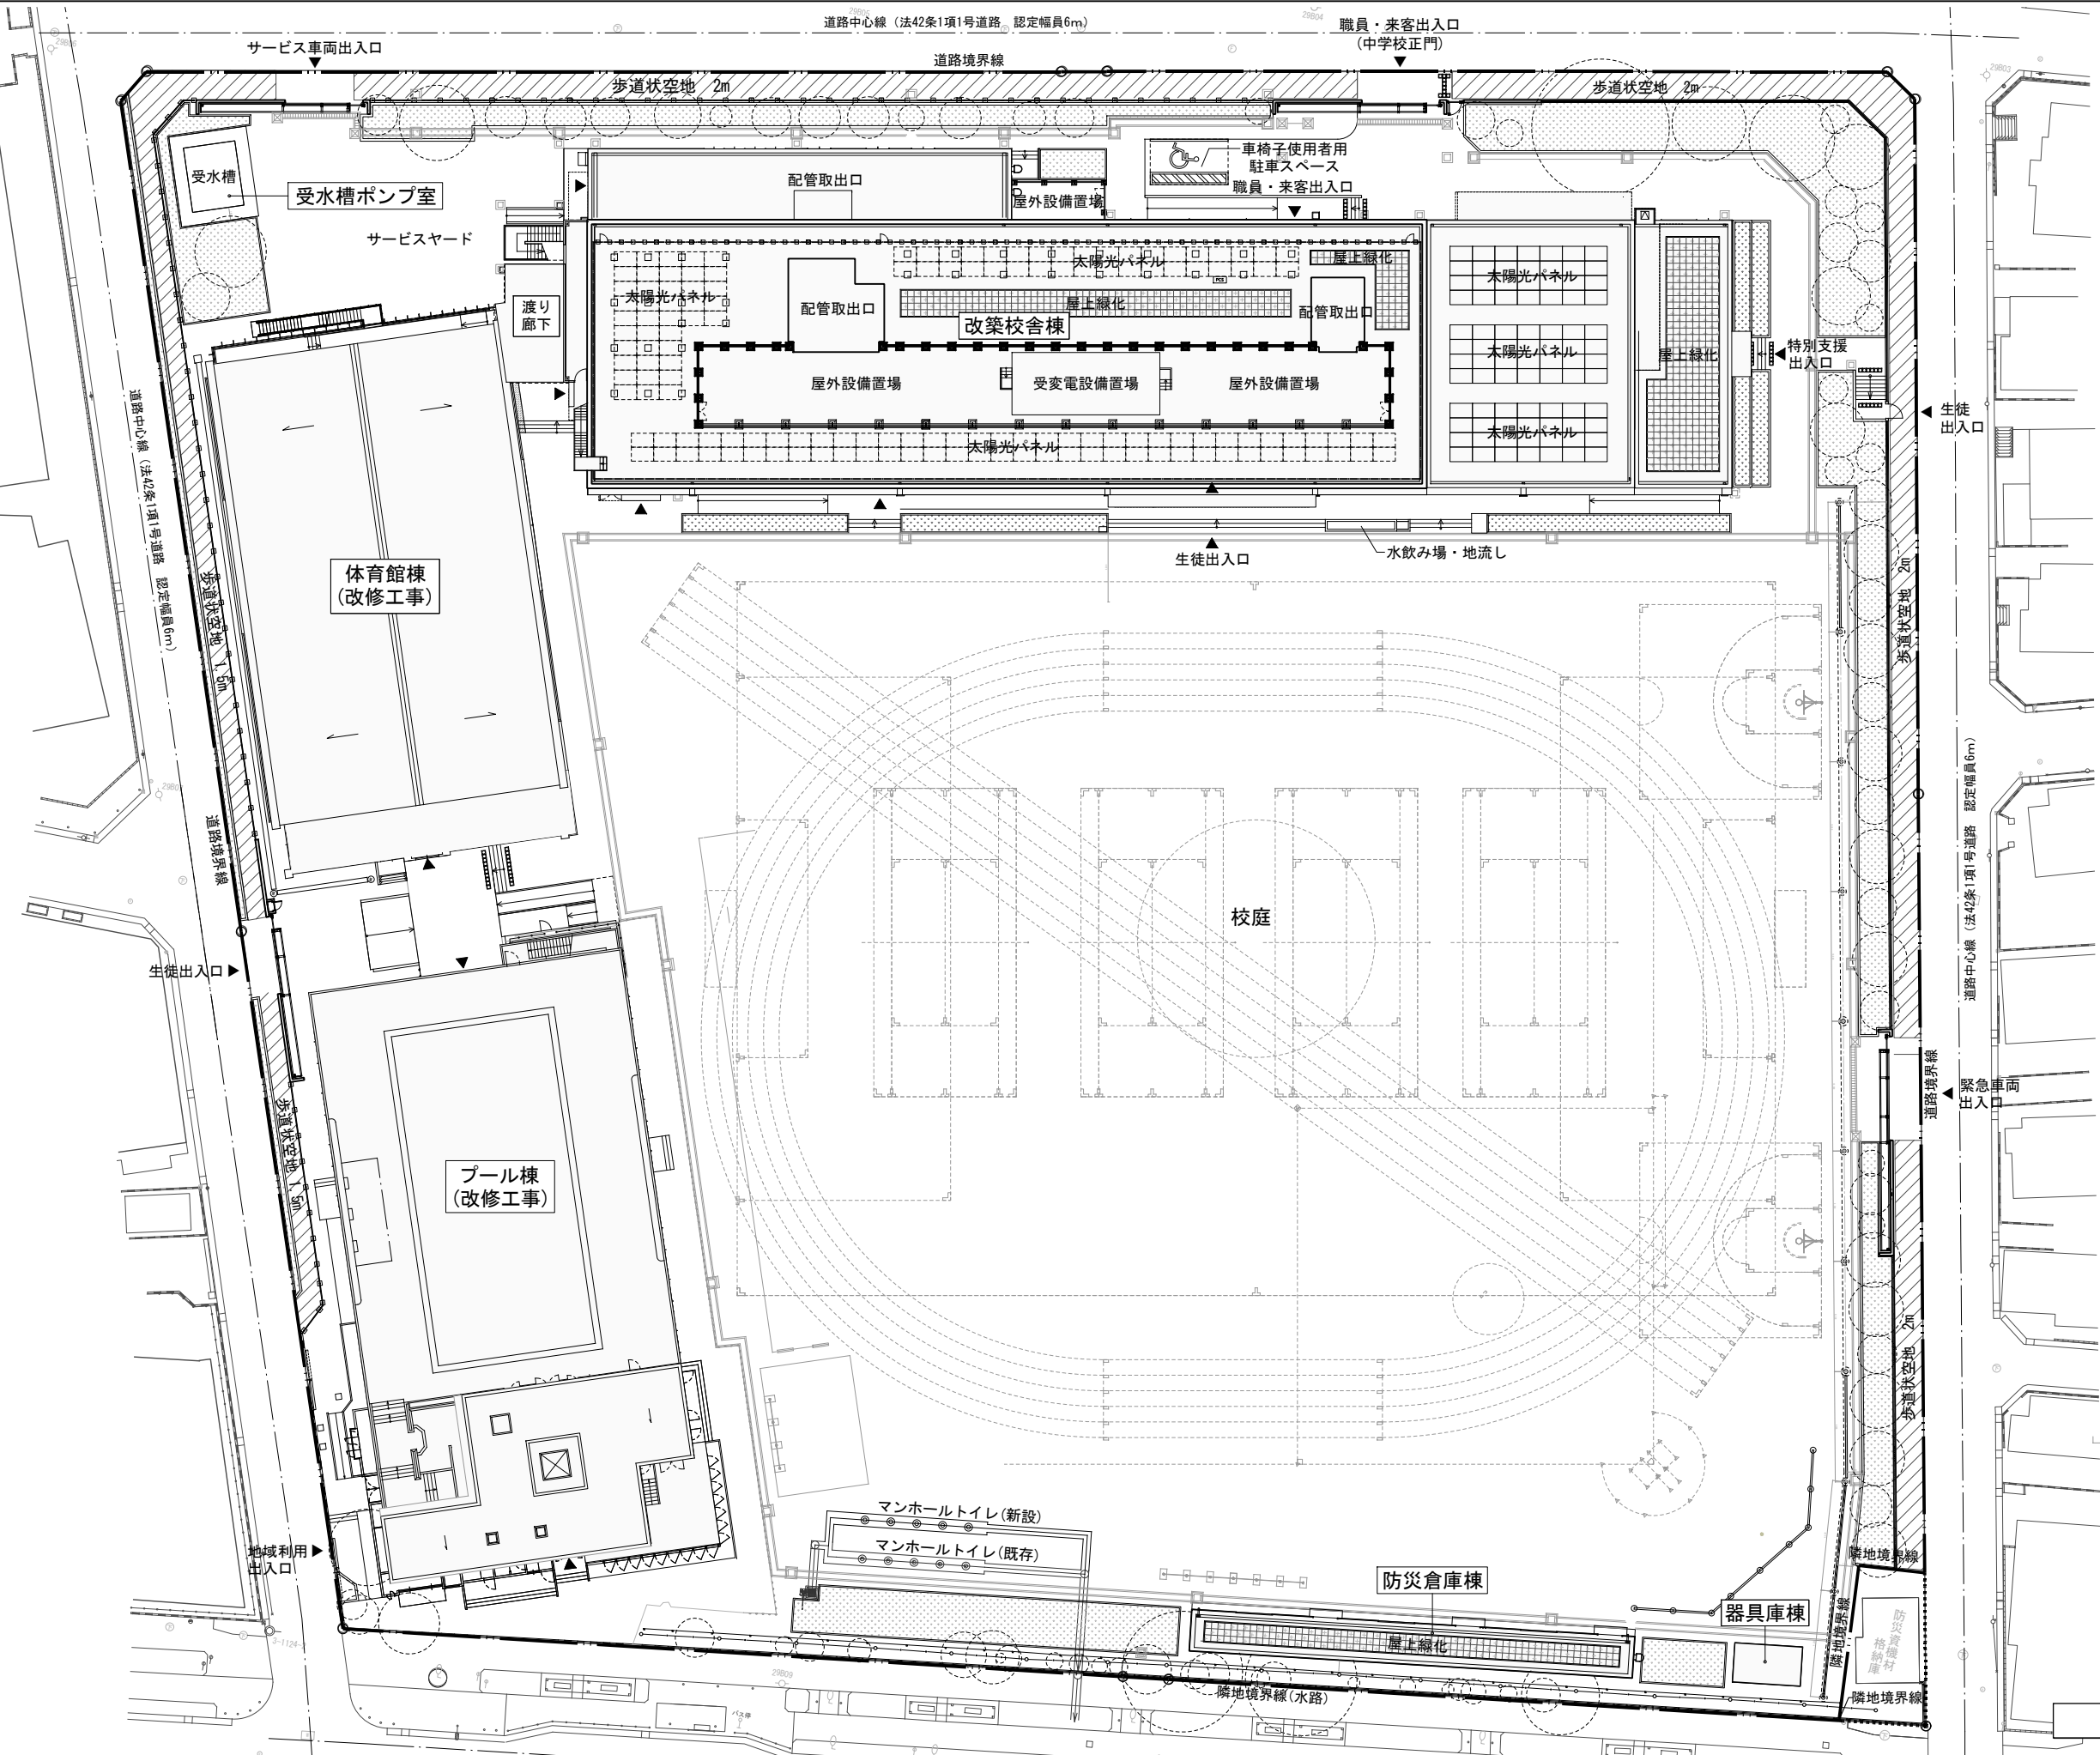 29B05
29B04
道路中心線（法42条1項1号道路　認定幅員6m）
職員・来客出入口
(中学校正門)
サービス車両出入口
道路境界線
29B03
歩道状空地　2m
歩道状空地　2m
受水槽
受水槽ポンプ室
サービスヤード
配管取出口
屋外設備置場
車椅子使用者用
駐車スペース
職員・来客出入口
渡り
廊下
太陽光パネル
配管取出口
太陽光パネル
屋上緑化
PCS
屋上緑化
改築校舎棟
配管取出口
太陽光パネル
太陽光パネル
太陽光パネル
屋上緑化
特別支援
出入口
屋外設備置場
受変電設備置場
屋外設備置場
太陽光パネル
生徒
出入口
生徒出入口
水飲み場・地流し
道路中心線（法42条1項1号道路　認定幅員6m）
歩道状空地　1.5m
体育館棟
(改修工事)
歩道状空地　2m
道路中心線（法42条1項1号道路　認定幅員6m）
道路境界線
校庭
生徒出入口
歩道状空地　1.5m
プール棟
(改修工事)
道路境界線
緊急車両
出入口
歩道状空地　2m
マンホールトイレ(新設)
マンホールトイレ(既存)
地域利用
出入口
防災倉庫棟
隣地境界線
器具庫棟
屋上緑化
隣地境界線
防災資機材
格納庫
3-1124-
29B09
隣地境界線(水路)
隣地境界線
バス停